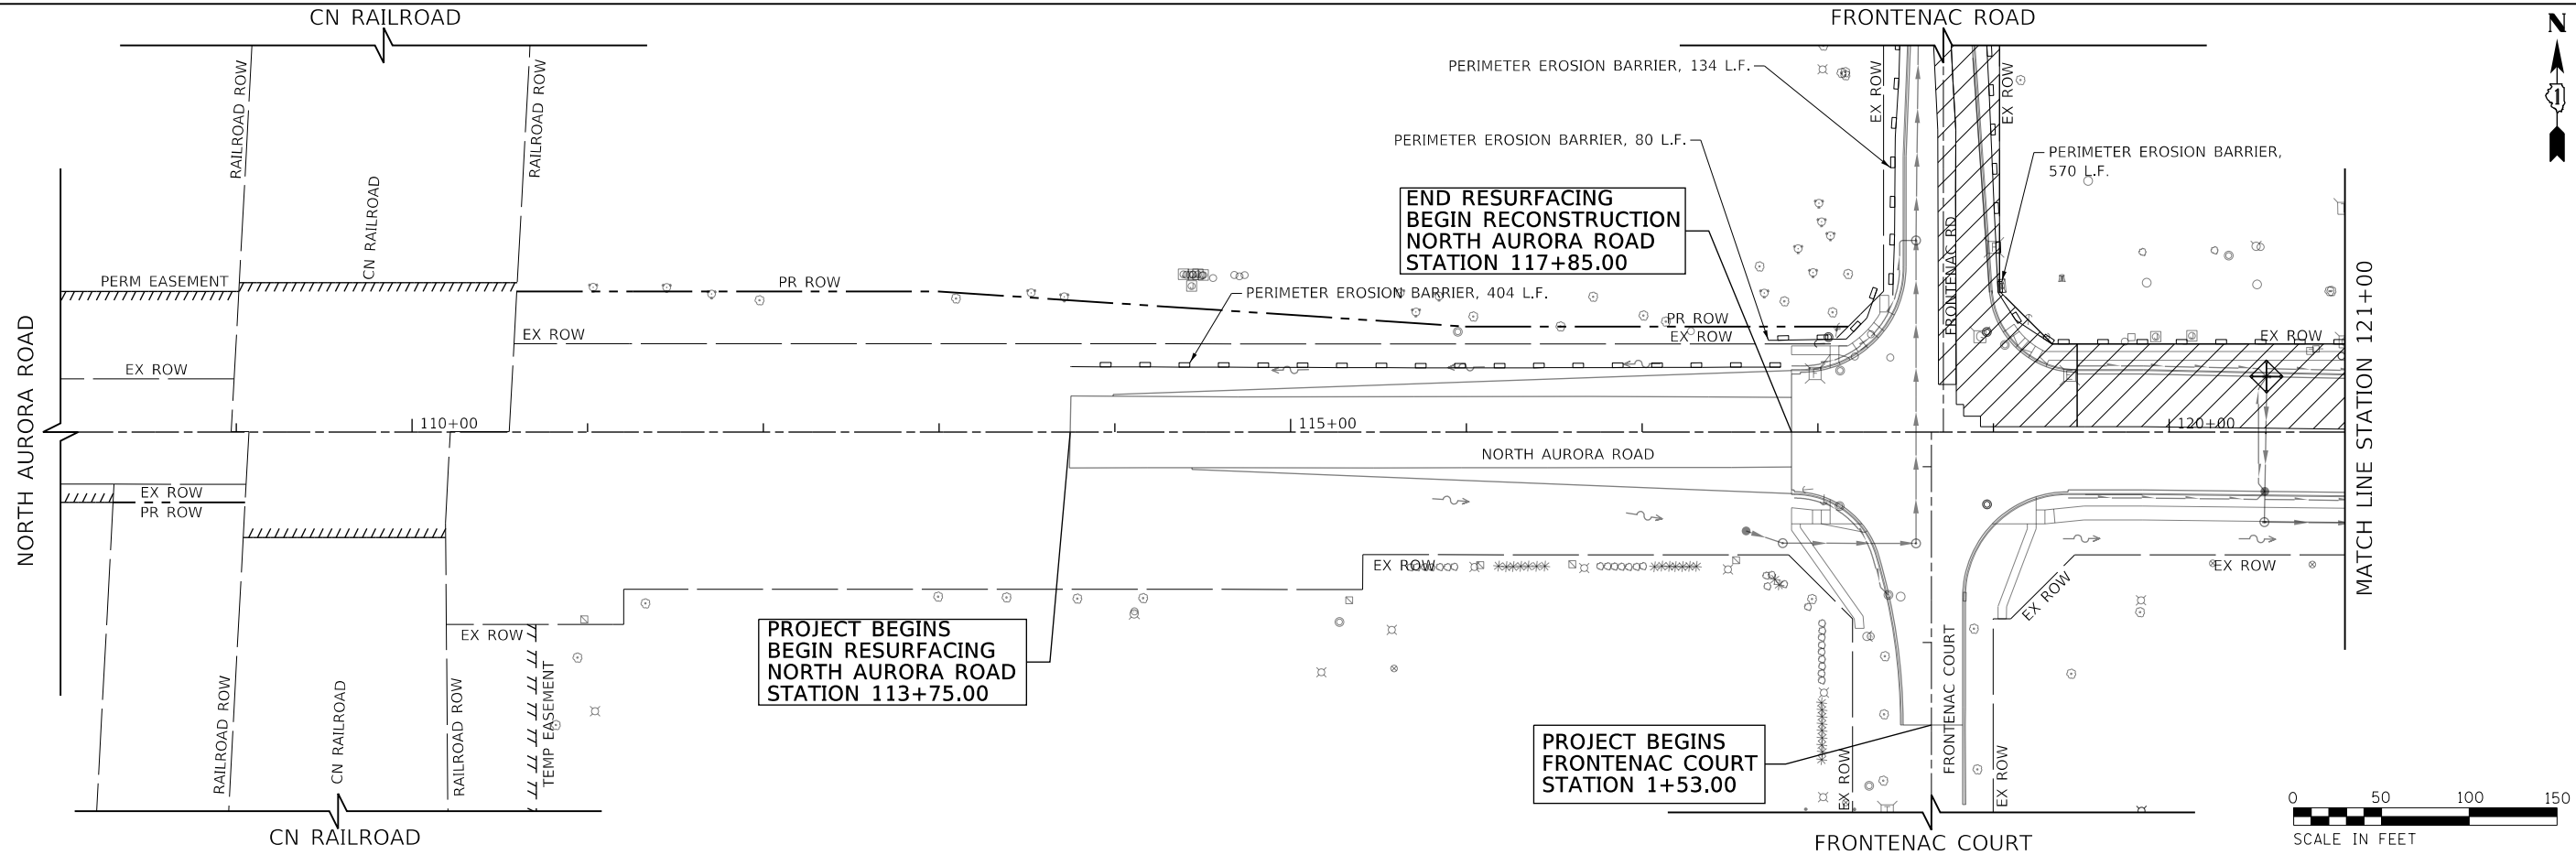 CN RAILROAD
FRONTENAC ROAD
N
1
RAILROAD ROW
RAILROAD ROW
CN RAILROAD
PERIMETER EROSION BARRIER, 134 L.F.
EX ROW
EX ROW
PERIMETER EROSION BARRIER, 80 L.F.
PERIMETER EROSION BARRIER,
570 L.F.
END RESURFACING
BEGIN RECONSTRUCTION
NORTH AURORA ROAD
STATION 117+85.00
FRONTENAC RD
PERM EASEMENT
PR ROW
PERIMETER EROSION BARRIER, 404 L.F.
PR ROW
EX ROW
EX ROW
EX ROW
EX ROW
NORTH AURORA ROAD
MATCH LINE STATION 121+00
110+00
115+00
120+00
NORTH AURORA ROAD
EX ROW
PR ROW
EX ROW
EX ROW
EX ROW
EX ROW
PROJECT BEGINS
BEGIN RESURFACING
NORTH AURORA ROAD
STATION 113+75.00
RAILROAD ROW
CN RAILROAD
RAILROAD ROW
TEMP EASEMENT
FRONTENAC COURT
PROJECT BEGINS
FRONTENAC COURT
STATION 1+53.00
EX ROW
EX ROW
0 50 100 150
SCALE IN FEET
CN RAILROAD
FRONTENAC COURT